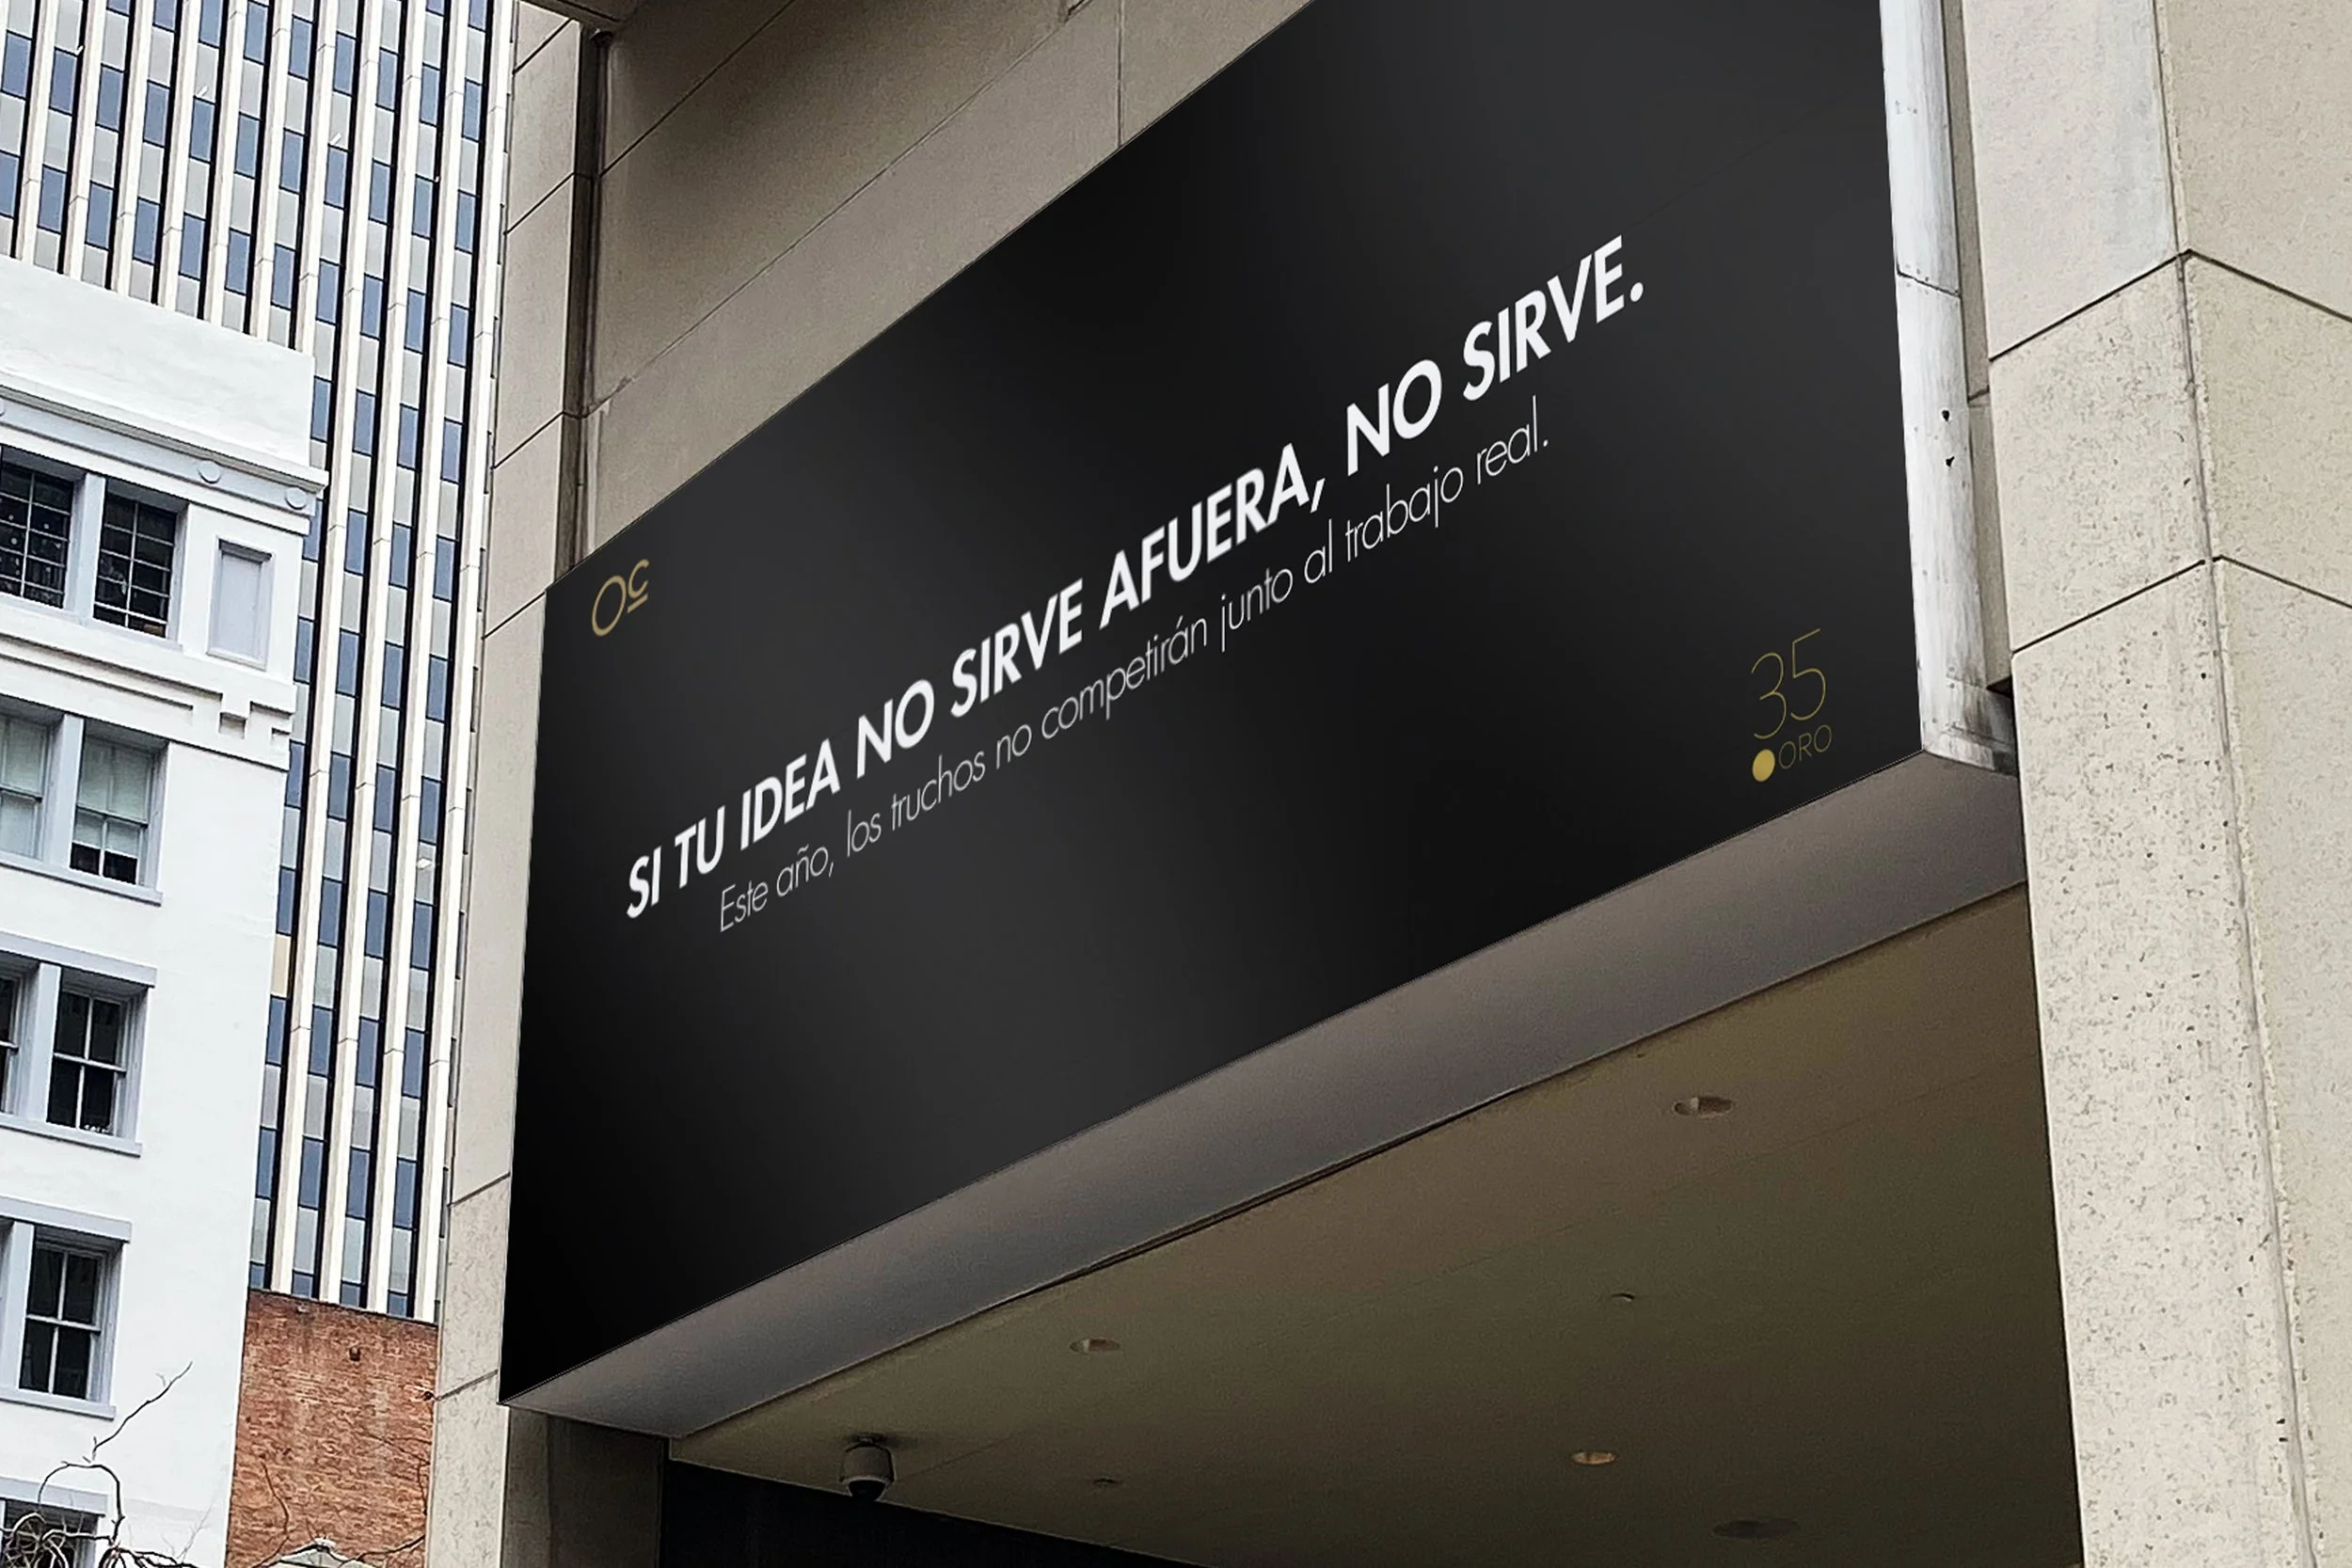 Oc
SI TU IDEA NO SIRVE AFUERA, NO SIRVE.
Este año, los truchos no competirán junto al trabajo real.
35
ORO